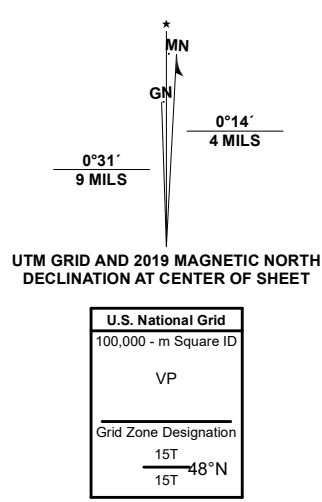 ★
MN
GN
0°14´
4 MILS
0°31´
9 MILS
UTM GRID AND 2019 MAGNETIC NORTH
DECLINATION AT CENTER OF SHEET
U.S. National Grid
100,000 - m Square ID
VP
Grid Zone Designation
15T
48°N
15T